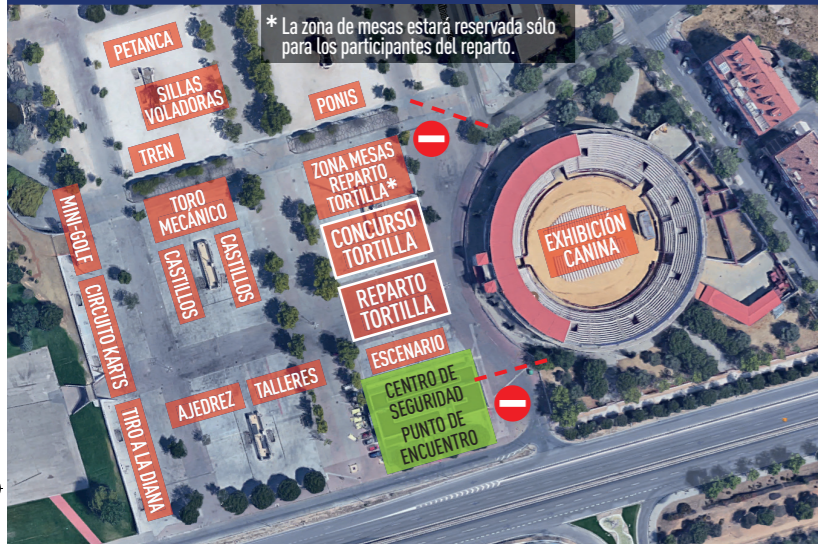 * La zona de mesas estará reservada sólo
para los participantes del reparto.
PETANCA
SILLAS
VOLADORAS
PONIS
TREN
ZONA MESAS
REPARTO
TORTILLA*
TORO
MECÁNICO
MINI-GOLF
CONCURSO
TORTILLA
EXHIBICIÓN
CANINA
CASTILLOS
CASTILLOS
CIRCUITO KARTS
REPARTO
TORTILLA
ESCENARIO
TALLERES
AJEDREZ
CENTRO DE
SEGURIDAD
PUNTO DE
ENCUENTRO
TIRO A LA DIANA